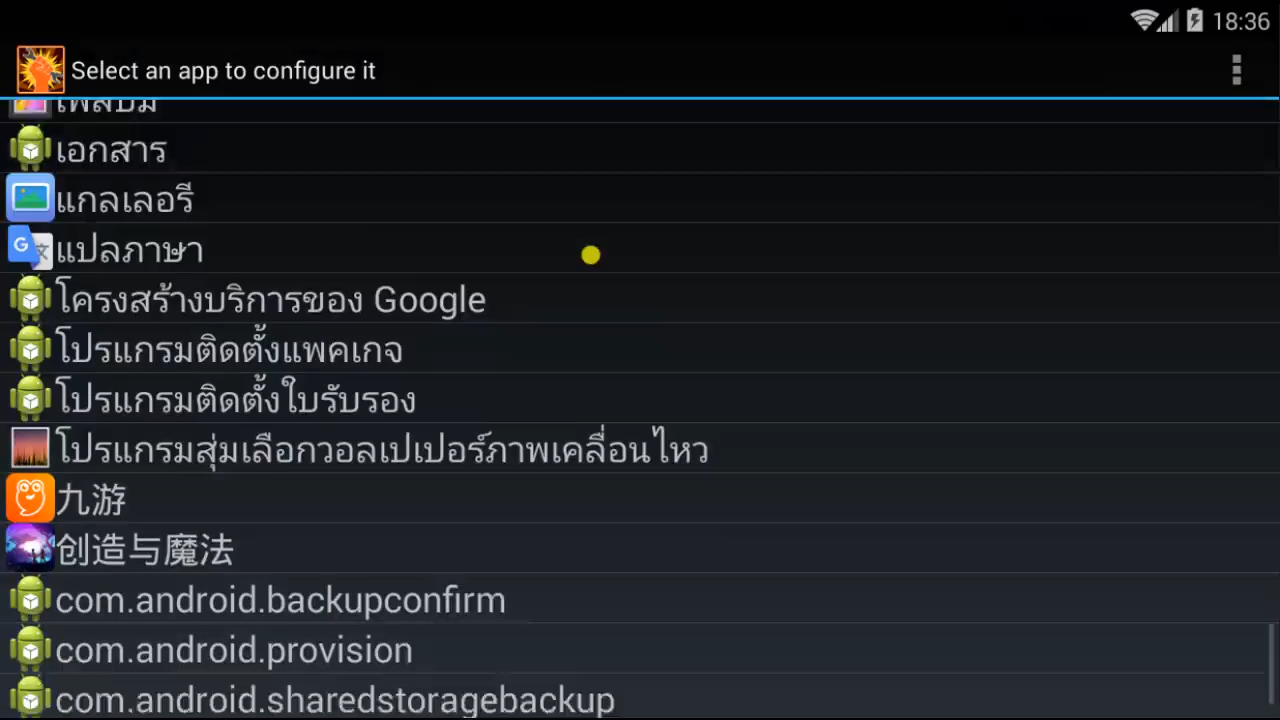 18:36
Select an app to configure it
เอกสาร
แกลเลอรี
แปลภาษา
โครงสร้างบริการของ Google
โปรแกรมติดตั้งแพคเกจ
โปรแกรมติดตั้งใบรับรอง
โปรแกรมสุ่มเลือกวอลเปเปอร์ภาพเคลื่อนไหว
九游
创造与魔法
com.android.backupconfirm
com.android.provision
com.android.sharedstoragebackup